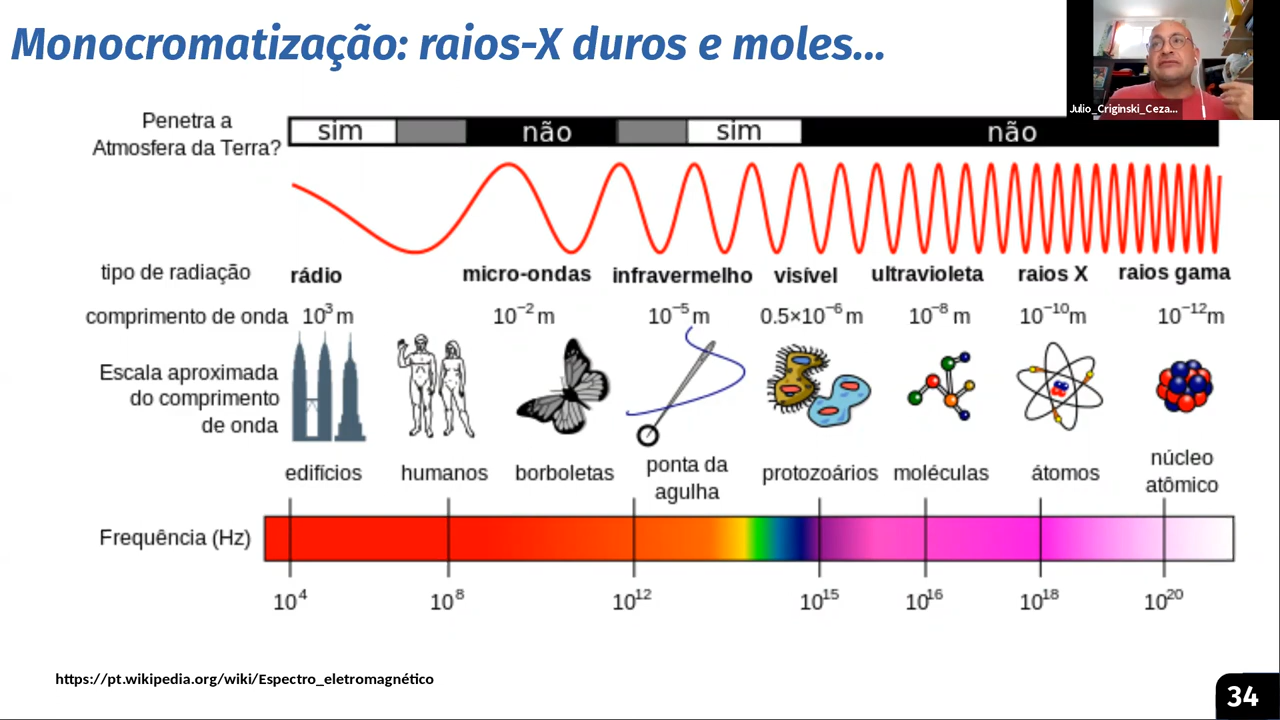 Monocromatização: raios-X duros e moles...
Julio_Criginski_Ceza...
Penetra a
Atmosfera da Terra?
sim não sim não
tipo de radiação rádio micro-ondas infravermelho visível ultravioleta raios X raios gama
comprimento de onda 10³ m 10⁻² m 10⁻⁵ m 0.5×10⁻⁶ m 10⁻⁸ m 10⁻¹⁰m 10⁻¹²m
Escala aproximada
do comprimento
de onda
edifícios humanos borboletas ponta da agulha protozoários moléculas átomos núcleo atômico
Frequência (Hz)
10⁴ 10⁸ 10¹² 10¹⁵ 10¹⁶ 10¹⁸ 10²⁰
https://pt.wikipedia.org/wiki/Espectro_eletromagnético
34